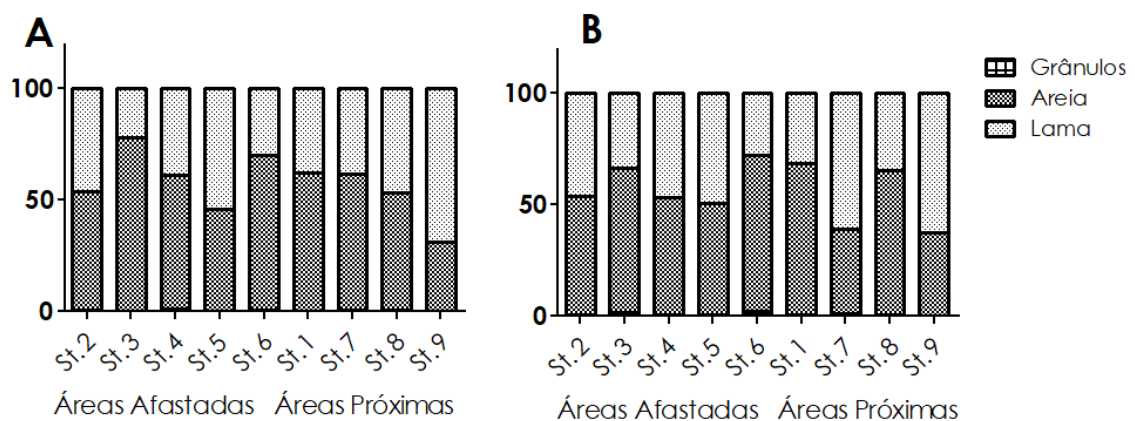 A
100
50
0
St.2 St.3 St.4 St.5 St.6 St.1 St.7 St.8 St.9
Áreas Afastadas Áreas Próximas
B
100
50
0
St.2 St.3 St.4 St.5 St.6 St.1 St.7 St.8 St.9
Áreas Afastadas Áreas Próximas
Grânulos
Areia
Lama